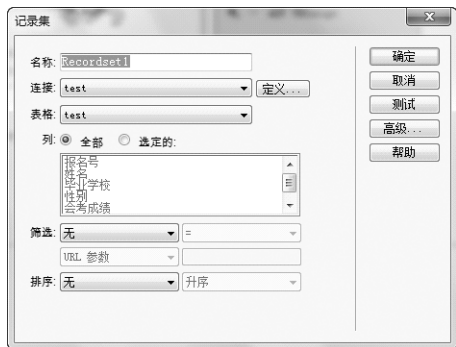 记录集
名称: Recordset1
确定
连接: test 定义...
取消
表格: test
测试
列: 全部 选定的:
高级...
报名号
帮助
姓名
毕业学校
性别
会考成绩
筛选: 无 =
URL 参数
排序: 无 升序